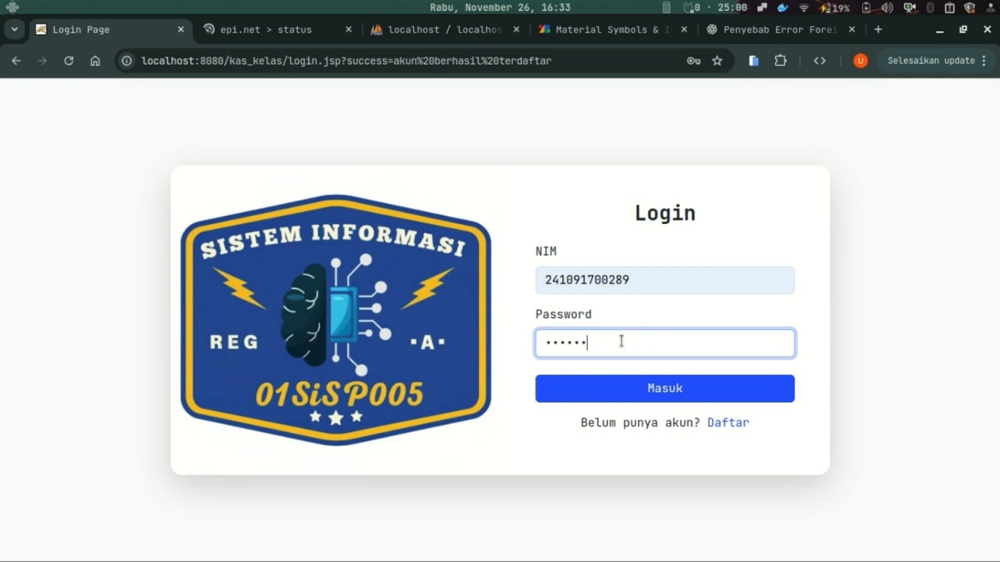 Rabu, November 26, 16:33
0 · 25:00
19%
Login Page
epi.net > status
localhost / localhos
Material Symbols &
Penyebab Error Forei
localhost:8080/kas_kelas/login.jsp?success=akun%20berhasil%20terdaftar
U
Selesaikan update
SISTEM INFORMASI
REG
·A·
01SiSP005
Login
NIM
241091700289
Password
••••••
Masuk
Belum punya akun? Daftar